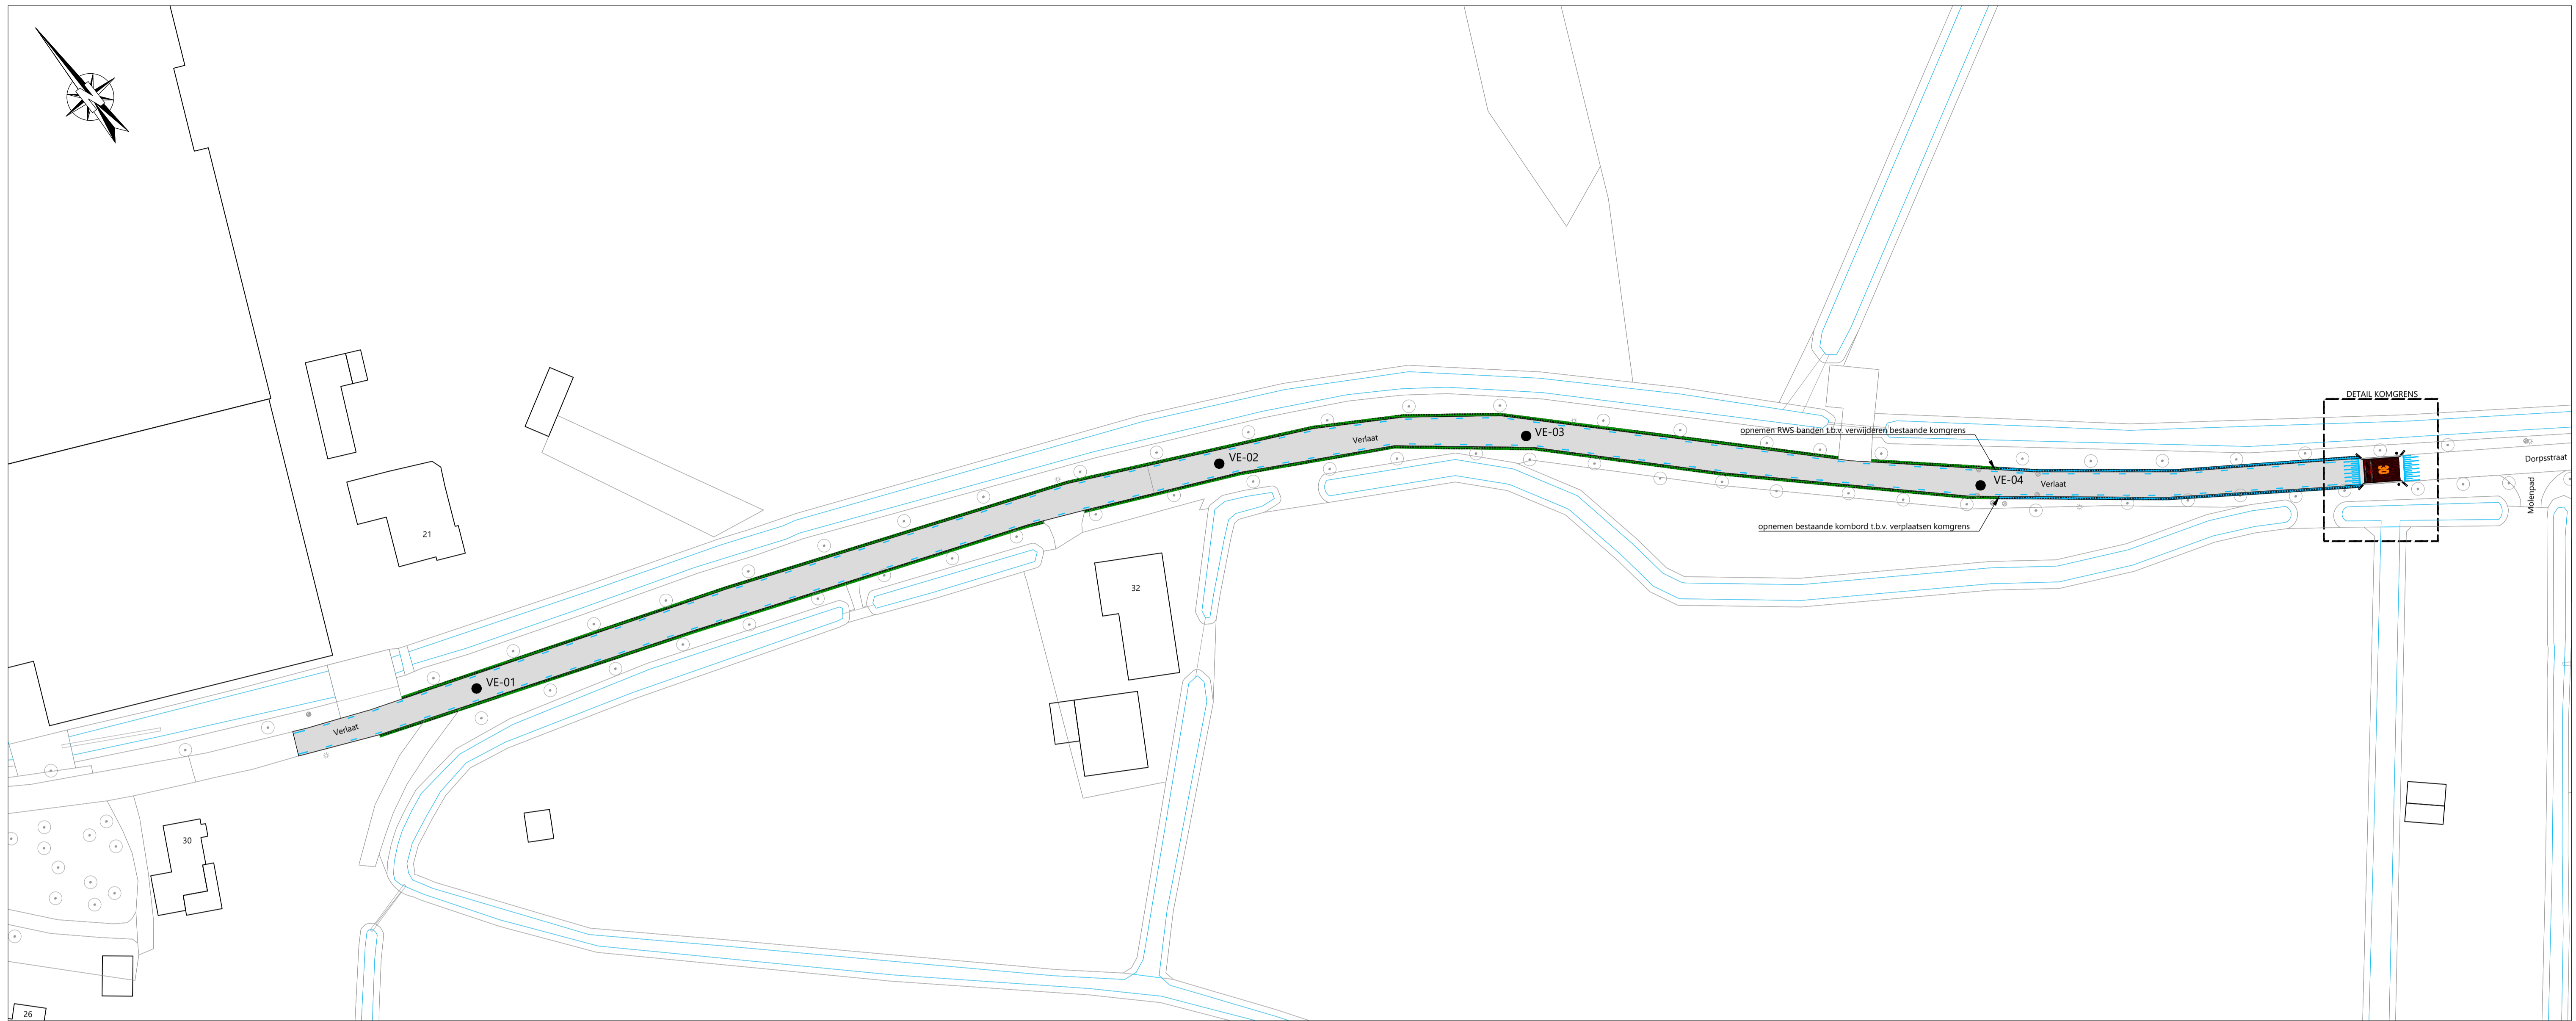 DETAIL KOMGRENS
VE-03
opnemen RWS banden t.b.v. verwijderen bestaande komgrens
Verlaat
VE-02
Dorpsstraat
VE-04
Verlaat
Molenpad
opnemen bestaande kombord t.b.v. verplaatsen komgrens
21
32
VE-01
Verlaat
30
26